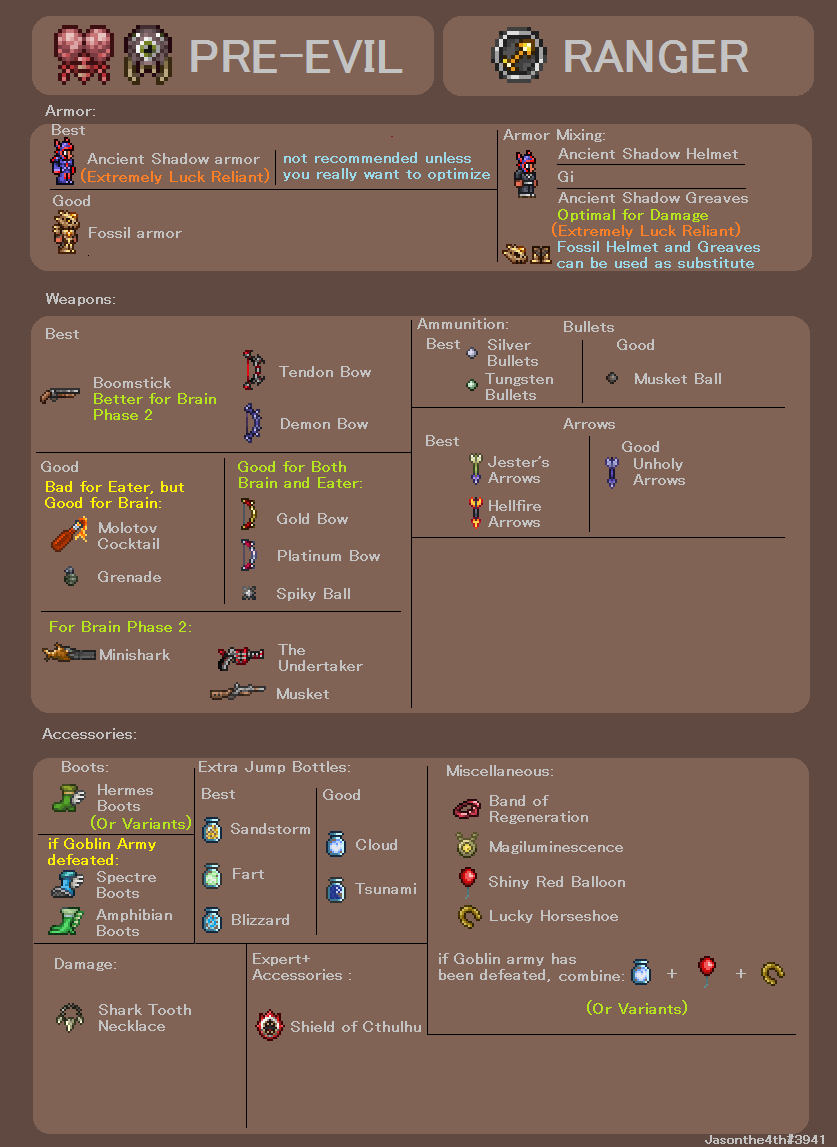 PRE-EVIL
RANGER
Armor:
Best
Ancient Shadow armor
(Extremely Luck Reliant)
not recommended unless
you really want to optimize
Good
Fossil armor
Armor Mixing:
Ancient Shadow Helmet
Gi
Ancient Shadow Greaves
Optimal for Damage
(Extremely Luck Reliant)
Fossil Helmet and Greaves
can be used as substitute
Weapons:
Best
Boomstick
Better for Brain
Phase 2
Tendon Bow
Demon Bow
Good
Bad for Eater, but
Good for Brain:
Molotov
Cocktail
Grenade
Good for Both
Brain and Eater:
Gold Bow
Platinum Bow
Spiky Ball
For Brain Phase 2:
Minishark
The
Undertaker
Musket
Ammunition:
Bullets
Best
Silver
Bullets
Tungsten
Bullets
Good
Musket Ball
Arrows
Best
Jester's
Arrows
Hellfire
Arrows
Good
Unholy
Arrows
Accessories:
Boots:
Hermes
Boots
(Or Variants)
if Goblin Army
defeated:
Spectre
Boots
Amphibian
Boots
Extra Jump Bottles:
Best
Sandstorm
Fart
Blizzard
Good
Cloud
Tsunami
Miscellaneous:
Band of
Regeneration
Magiluminescence
Shiny Red Balloon
Lucky Horseshoe
if Goblin army has
been defeated, combine:
+
+
(Or Variants)
Damage:
Shark Tooth
Necklace
Expert+
Accessories :
Shield of Cthulhu
Jasonthe4th#3941